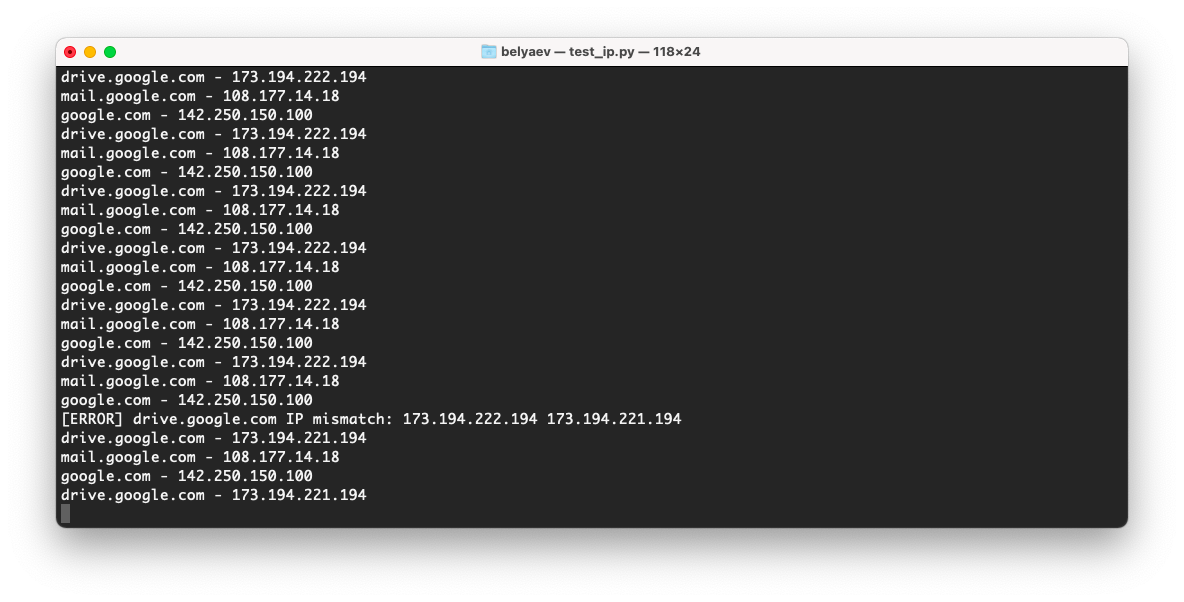 belyaev — test_ip.py — 118×24
drive.google.com - 173.194.222.194
mail.google.com - 108.177.14.18
google.com - 142.250.150.100
drive.google.com - 173.194.222.194
mail.google.com - 108.177.14.18
google.com - 142.250.150.100
drive.google.com - 173.194.222.194
mail.google.com - 108.177.14.18
google.com - 142.250.150.100
drive.google.com - 173.194.222.194
mail.google.com - 108.177.14.18
google.com - 142.250.150.100
drive.google.com - 173.194.222.194
mail.google.com - 108.177.14.18
google.com - 142.250.150.100
drive.google.com - 173.194.222.194
mail.google.com - 108.177.14.18
google.com - 142.250.150.100
[ERROR] drive.google.com IP mismatch: 173.194.222.194 173.194.221.194
drive.google.com - 173.194.221.194
mail.google.com - 108.177.14.18
google.com - 142.250.150.100
drive.google.com - 173.194.221.194